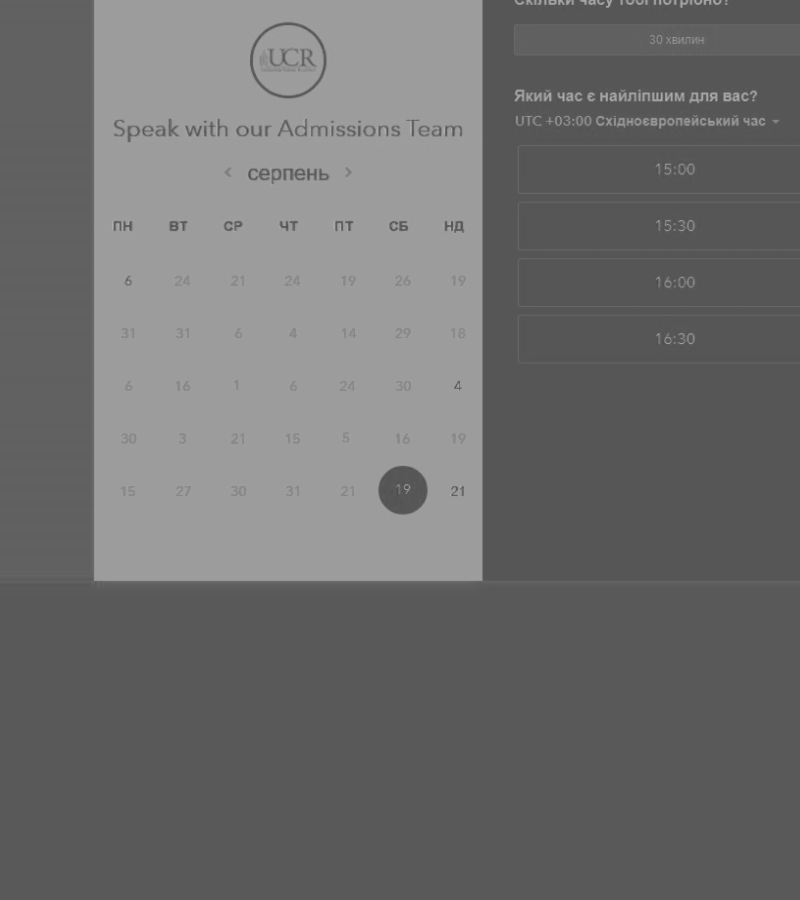 UCR
Speak with our Admissions Team
серпень
ПН ВТ СР ЧТ ПТ СБ НД
6 24 21 24 19 26 19
31 31 6 4 14 29 18
6 16 1 6 24 30 4
30 3 21 15 5 16 19
15 27 30 31 21 19 21
Скільки часу тобі потрібно?
30 хвилин
Який час є найліпшим для вас?
UTC +03:00 Східноєвропейський час
15:00
15:30
16:00
16:30